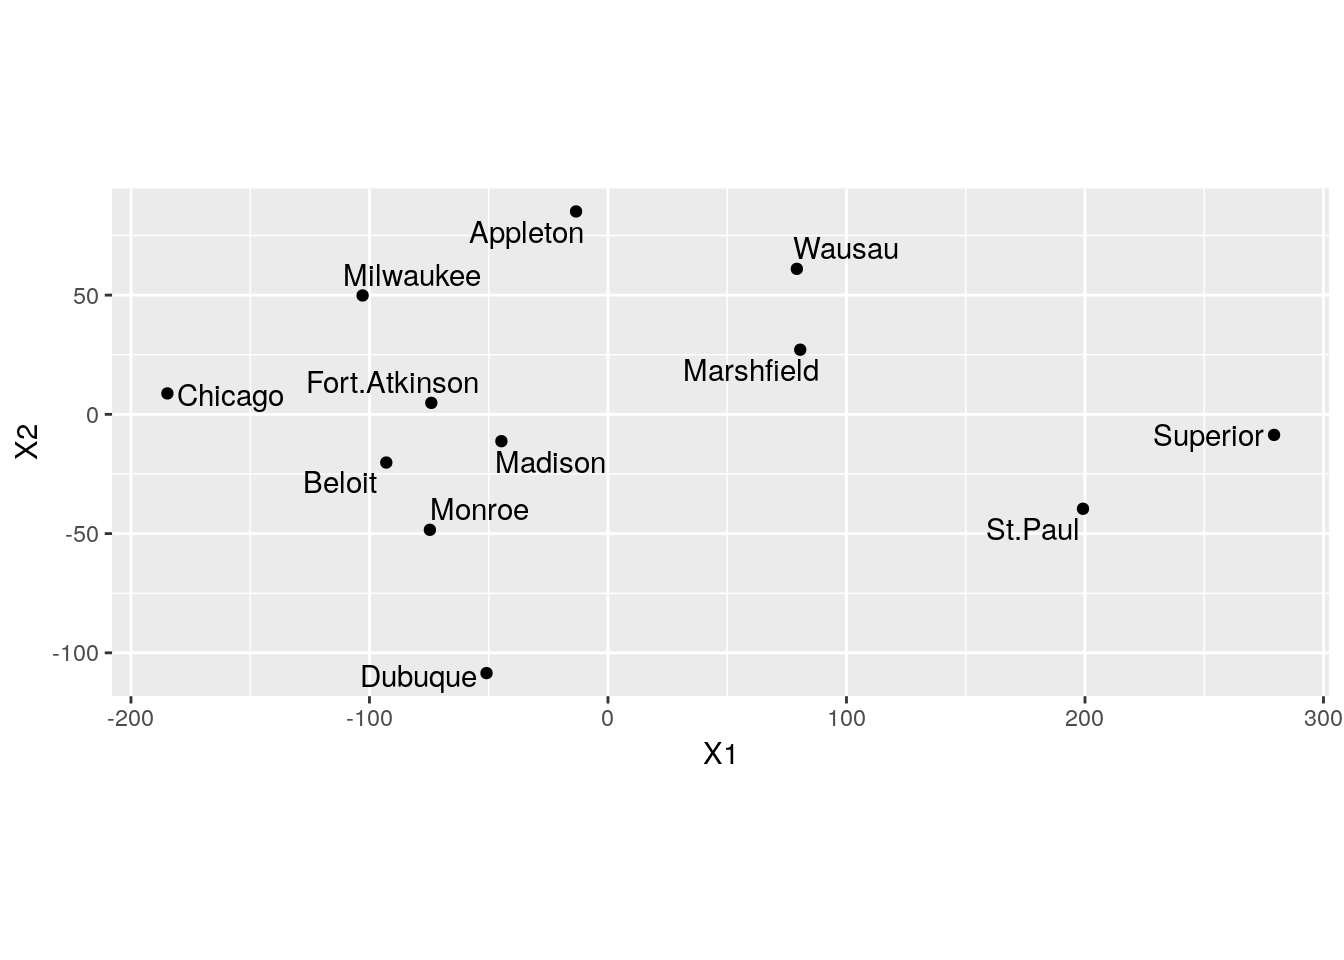 Appleton
Wausau
Milwaukee
50
Marshfield
Fort.Atkinson
Chicago
0
X2
Superior
Madison
Beloit
Monroe
St.Paul
-50
-100
Dubuque
-200
-100
0
100
200
300
X1